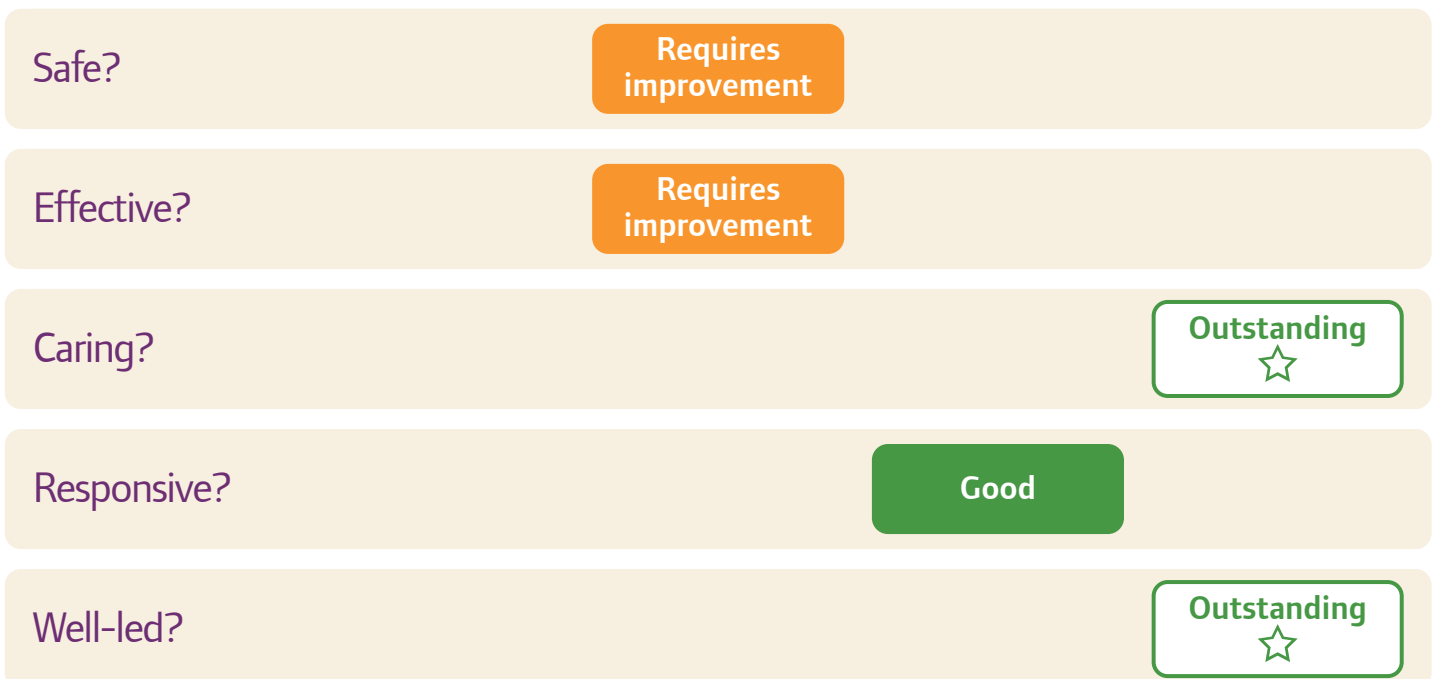 Safe?
Requires
improvement
Effective?
Requires
improvement
Caring?
Outstanding
Responsive?
Good
Well-led?
Outstanding